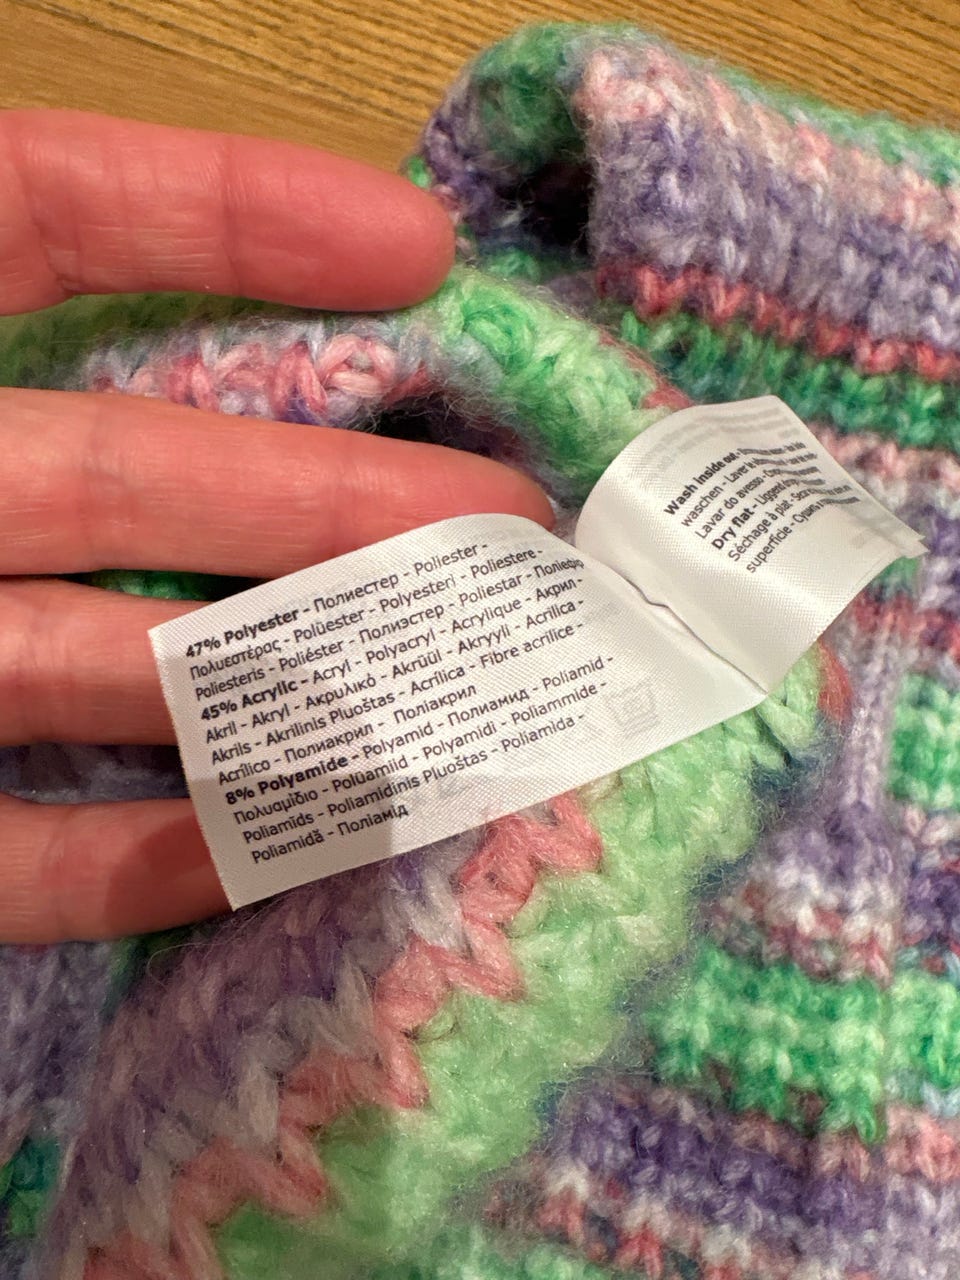 47% Polyester - Полиестер - Poliester -
Πολυεστέρας - Polüester - Polyesteri - Poliestere -
Poliesteris - Poliéster - Полиэстер - Poliestar - Поліефір
45% Acrylic - Acryl - Polyacryl - Acrylique - Акрил -
Akril - Akryl - Ακρυλικό - Akrüül - Akryyli - Acrilica -
Akrils - Akrilinis Pluoštas - Acrílica - Fibre acrilice -
Acrílico - Полиакрил - Поліакрил
8% Polyamide - Polyamid - Полиамид - Poliamid -
Πολυαμίδιο - Polüamiid - Polyamidi - Poliammide -
Poliamīds - Poliamidinis Pluoštas - Poliamida -
Poliamidă - Поліамід
Wash inside out -
waschen - Laver
Lavar do avesso -
Dry flat - Liggend
Séchage à plat -
superficie - Сушить